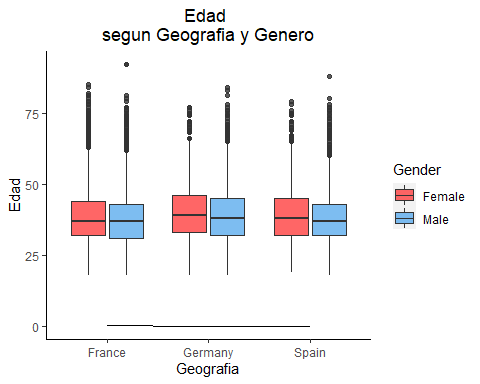 Edad
segun Geografia y Genero
Edad
75
50
25
0
France
Germany
Spain
Geografia
Gender
Female
Male